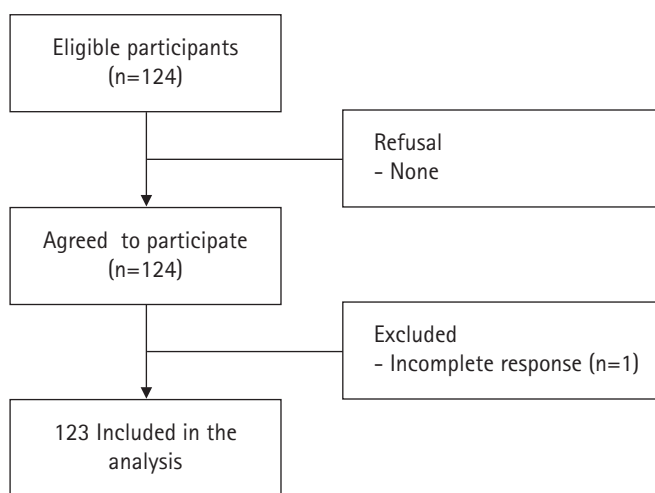 Eligible participants
(n=124)
Refusal
- None
Agreed to participate
(n=124)
Excluded
- Incomplete response (n=1)
123 Included in the
analysis